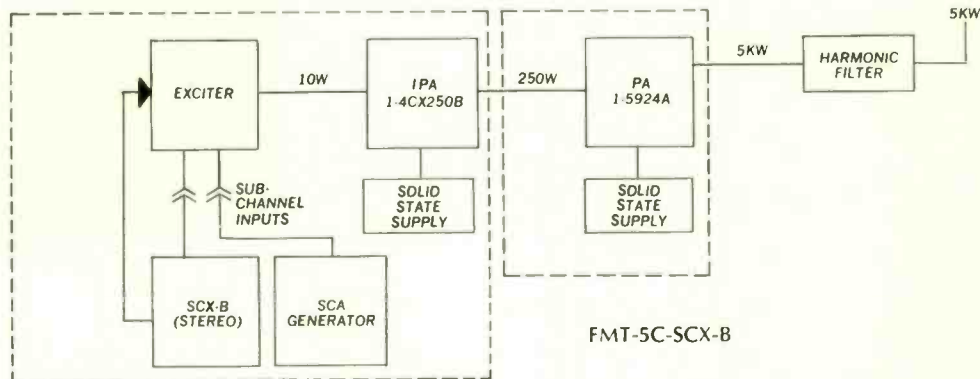 5KW
EXCITER
10W
IPA
1-4CX250B
250W
PA
1-5924A
5KW
HARMONIC
FILTER
SUB-
CHANNEL
INPUTS
SOLID
STATE
SUPPLY
SOLID
STATE
SUPPLY
SCX-B
(STEREO)
SCA
GENERATOR
FMT-5C-SCX-B